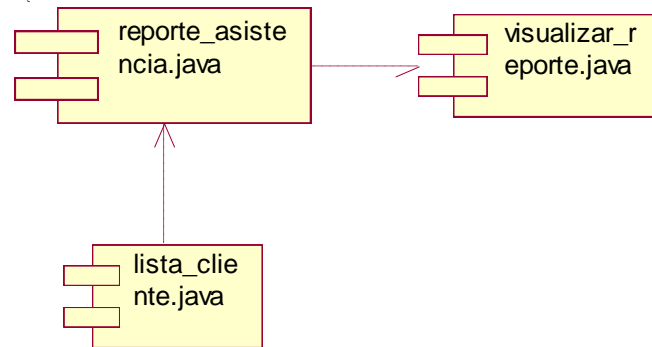 reporte_asiste
ncia.java
visualizar_r
eporte.java
lista_clie
nte.java